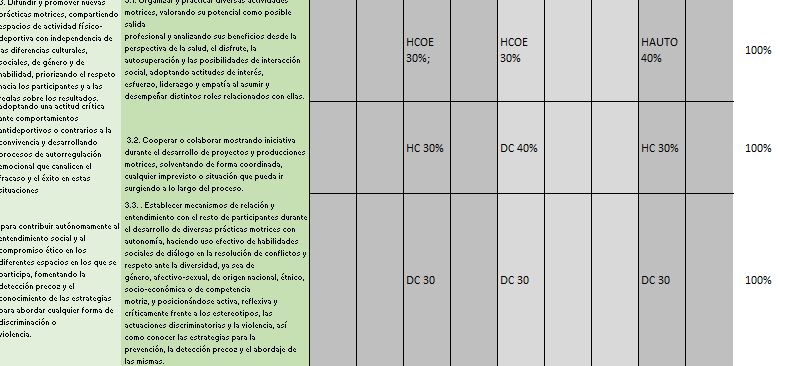 3. Difundir y promover nuevas
prácticas motrices, compartiendo
espacios de actividad físico-
deportiva con independencia de
las diferencias culturales,
sociales, de género y de
habilidad, priorizando el respeto
hacia los participantes y a las
reglas sobre los resultados.
adoptando una actitud crítica
ante comportamientos
antideportivos o contrarios a la
convivencia y desarrollando
procesos de autorregulación
emocional que canalicen el
fracaso y el éxito en estas
situaciones
para contribuir autónomamente al
entendimiento social y al
compromiso ético en los
diferentes espacios en los que se
participa, fomentando la
detección precoz y el
conocimiento de las estrategias
para abordar cualquier forma de
discriminación o
violencia.
3.1. Organizar y practicar diversas actividades
motrices, valorando su potencial como posible
salida
profesional y analizando sus beneficios desde la
perspectiva de la salud, el disfrute, la
autosuperación y las posibilidades de interacción
social, adoptando actitudes de interés,
esfuerzo, liderazgo y empatía al asumir y
desempeñar distintos roles relacionados con ellas.
HCOE
30%;
HCOE
30%
HAUTO
40%
100%
3.2. Cooperar o colaborar mostrando iniciativa
durante el desarrollo de proyectos y producciones
motrices, solventando de forma coordinada,
cualquier imprevisto o situación que pueda ir
surgiendo a lo largo del proceso.
HC 30%
DC 40%
HC 30%
100%
3.3. . Establecer mecanismos de relación y
entendimiento con el resto de participantes durante
el desarrollo de diversas prácticas motrices con
autonomía, haciendo uso efectivo de habilidades
sociales de diálogo en la resolución de conflictos y
respeto ante la diversidad, ya sea de
género, afectivo-sexual, de origen nacional, étnico,
socio-económica o de competencia
motriz, y posicionándose activa, reflexiva y
críticamente frente a los estereotipos, las
actuaciones discriminatorias y la violencia, así
como conocer las estrategias para la
prevención, la detección precoz y el abordaje de
las mismas.
DC 30
DC 30
DC 30
100%